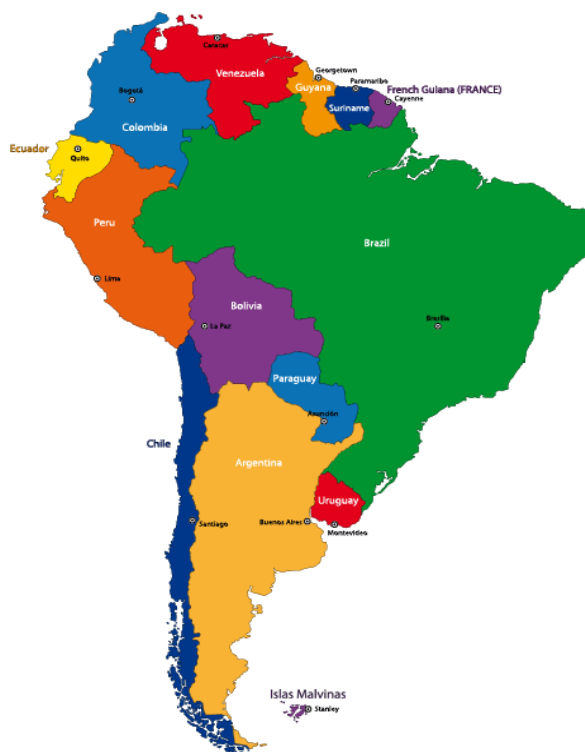 Caracas
Venezuela
Georgetown
Guyana
Paramaribo
Suriname
French Guiana (FRANCE)
Cayenne
Bogotá
Colombia
Ecuador
Quito
Peru
Lima
Brazil
Brasilia
Bolivia
La Paz
Paraguay
Asunción
Chile
Argentina
Uruguay
Santiago
Buenos Aires
Montevideo
Islas Malvinas
Stanley